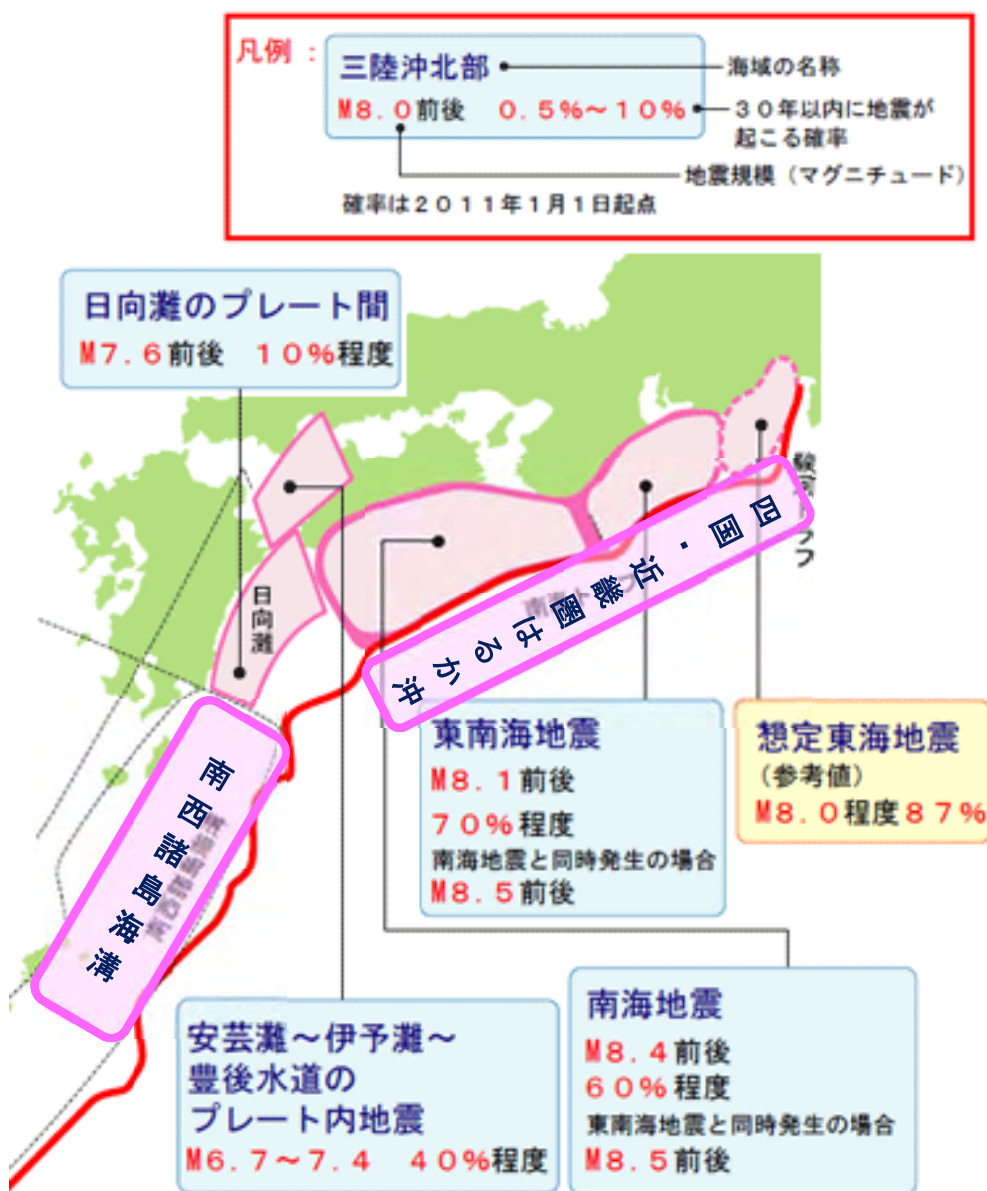 凡例：
三陸沖北部
M8.0前後　0.5%～10%
海域の名称
３０年以内に地震が
起こる確率
地震規模（マグニチュード）
確率は２０１１年１月１日起点
日向灘のプレート間
M7.6前後　10%程度
日向灘
四国・近畿圏はるか沖
南西諸島海溝
東南海地震
M8.1前後
70%程度
南海地震と同時発生の場合
M8.5前後
想定東海地震
（参考値）
M8.0程度87%
安芸灘～伊予灘～
豊後水道の
プレート内地震
M6.7～7.4　40%程度
南海地震
M8.4前後
60%程度
東南海地震と同時発生の場合
M8.5前後